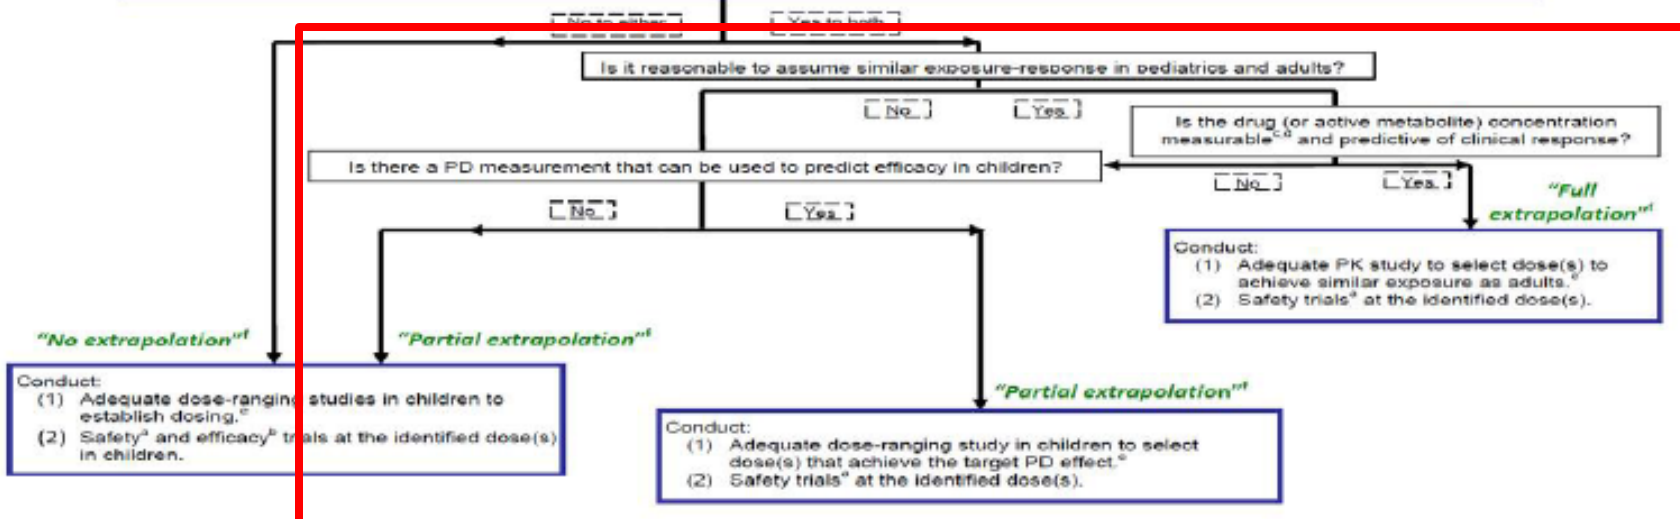 No to either
Yes to both
Is it reasonable to assume similar exposure-response in pediatrics and adults?
No
Yes
Is the drug (or active metabolite) concentration
measurable^c,d and predictive of clinical response?
Is there a PD measurement that can be used to predict efficacy in children?
No
Yes
"Full
extrapolation"^f
No
Yes
Conduct:
(1) Adequate PK study to select dose(s) to
achieve similar exposure as adults.^e
(2) Safety trials^a at the identified dose(s).
"No extrapolation"^f
"Partial extrapolation"^f
Conduct:
(1) Adequate dose-ranging studies in children to
establish dosing.^e
(2) Safety^a and efficacy^b trials at the identified dose(s)
in children.
"Partial extrapolation"^f
Conduct:
(1) Adequate dose-ranging study in children to select
dose(s) that achieve the target PD effect.^e
(2) Safety trials^a at the identified dose(s).